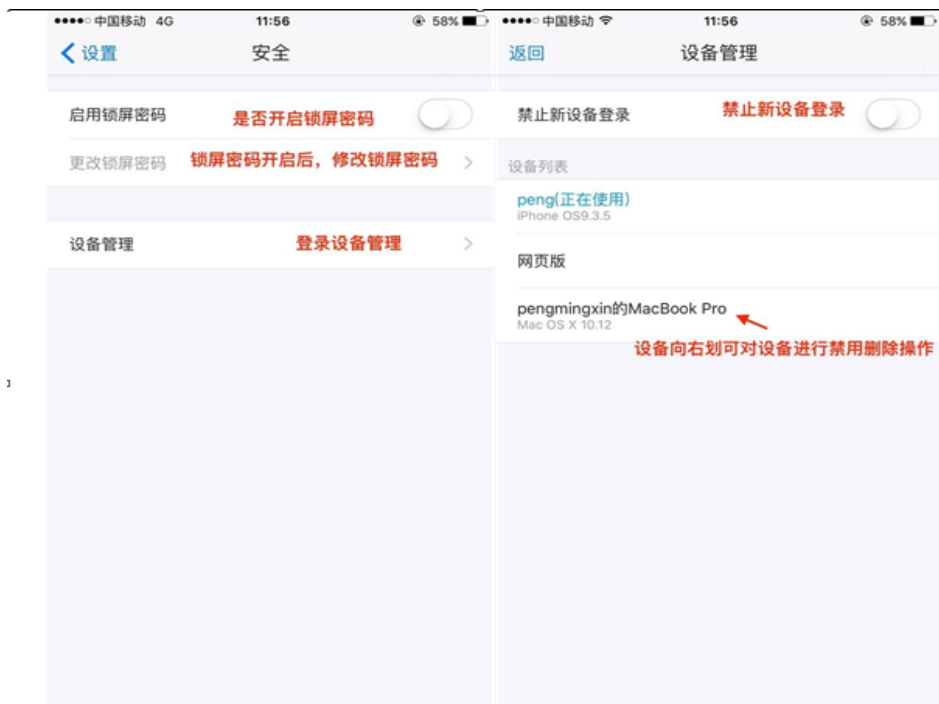 中国移动 4G 11:56 58%
设置 安全
启用锁屏密码 是否开启锁屏密码
更改锁屏密码 锁屏密码开启后，修改锁屏密码
设备管理 登录设备管理
中国移动 11:56 58%
返回 设备管理
禁止新设备登录 禁止新设备登录
设备列表
peng(正在使用)
iPhone OS9.3.5
网页版
pengmingxin的MacBook Pro
Mac OS X 10.12
设备向右划可对设备进行禁用删除操作